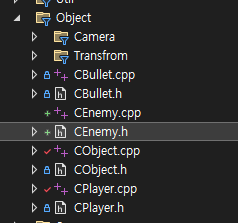 Util
Object
Camera
Transfrom
CBullet.cpp
CBullet.h
CEnemy.cpp
CEnemy.h
CObject.cpp
CObject.h
CPlayer.cpp
CPlayer.h